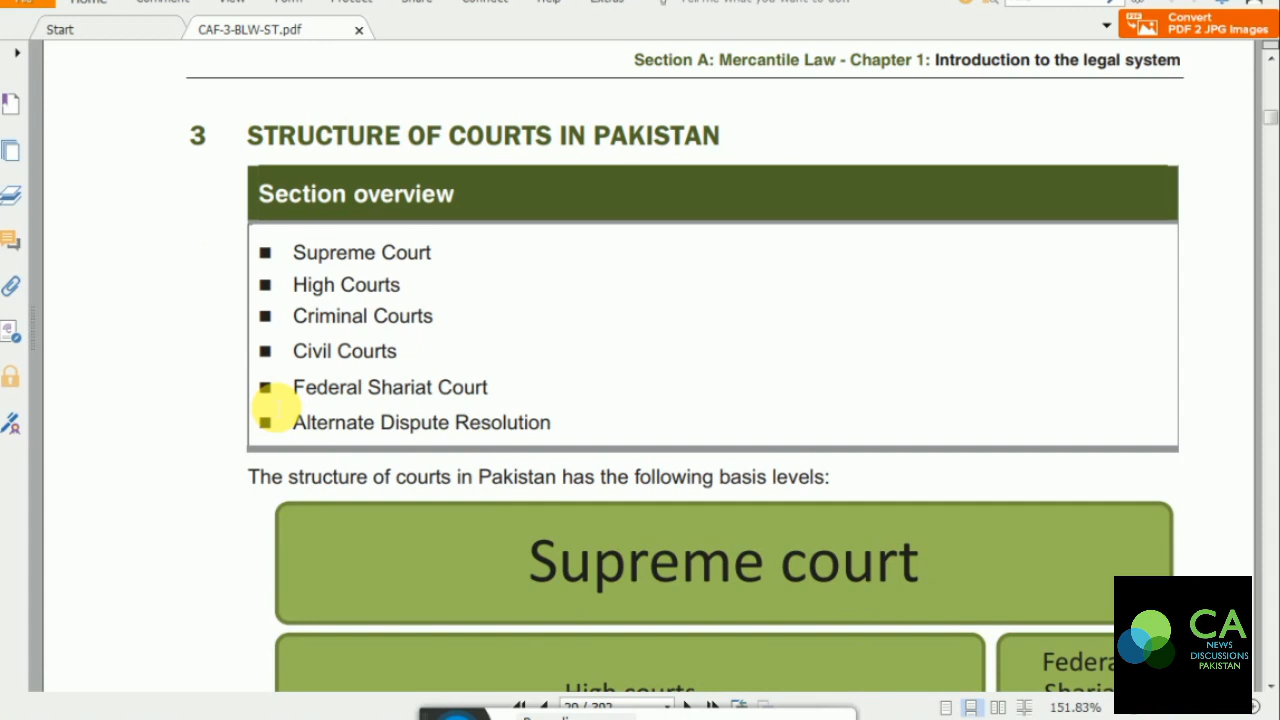 Start
CAF-3-BLW-ST.pdf
Convert
PDF 2 JPG Images
Section A: Mercantile Law - Chapter 1: Introduction to the legal system
3 STRUCTURE OF COURTS IN PAKISTAN
Section overview
■ Supreme Court
■ High Courts
■ Criminal Courts
■ Civil Courts
■ Federal Shariat Court
■ Alternate Dispute Resolution
The structure of courts in Pakistan has the following basis levels:
Supreme court
High courts
CA
NEWS
DISCUSSIONS
PAKISTAN
151.83%